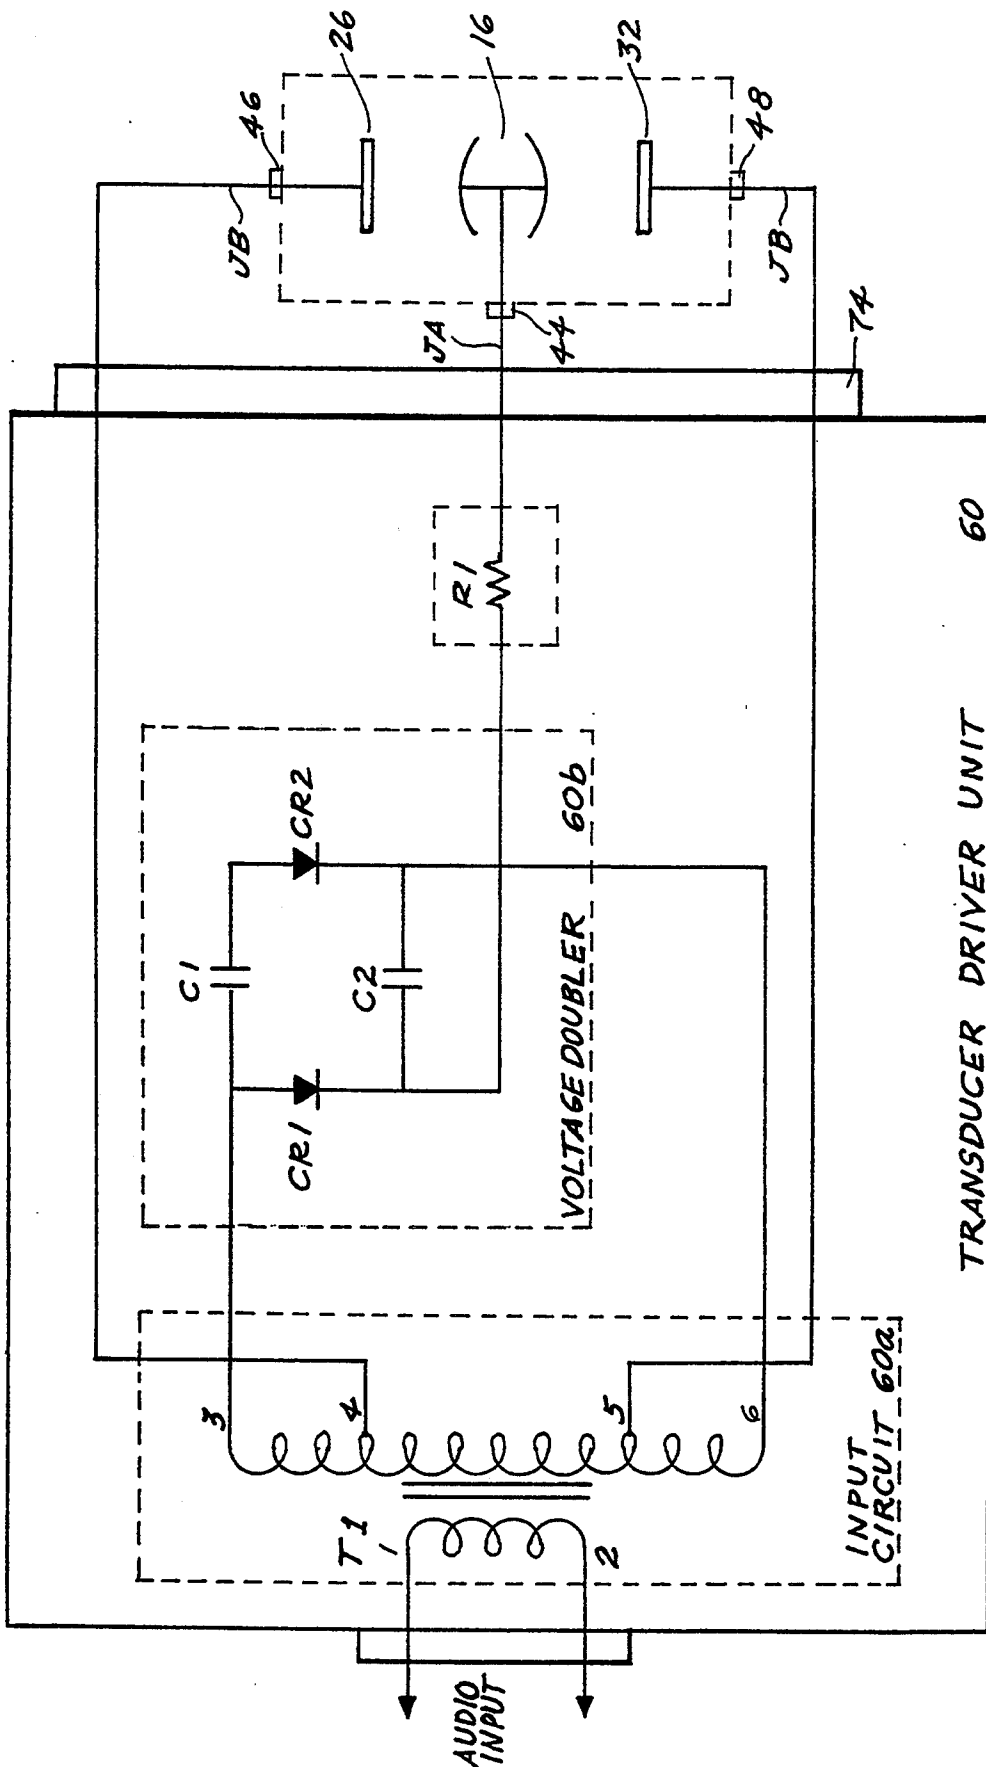 AUDIO
INPUT
T1
1
2
3
4
5
6
INPUT
CIRCUIT 60a
C1
CR1
CR2
C2
VOLTAGE DOUBLER
60b
R1
JA
JB
JB
44
46
48
26
16
32
74
TRANSDUCER DRIVER UNIT 60